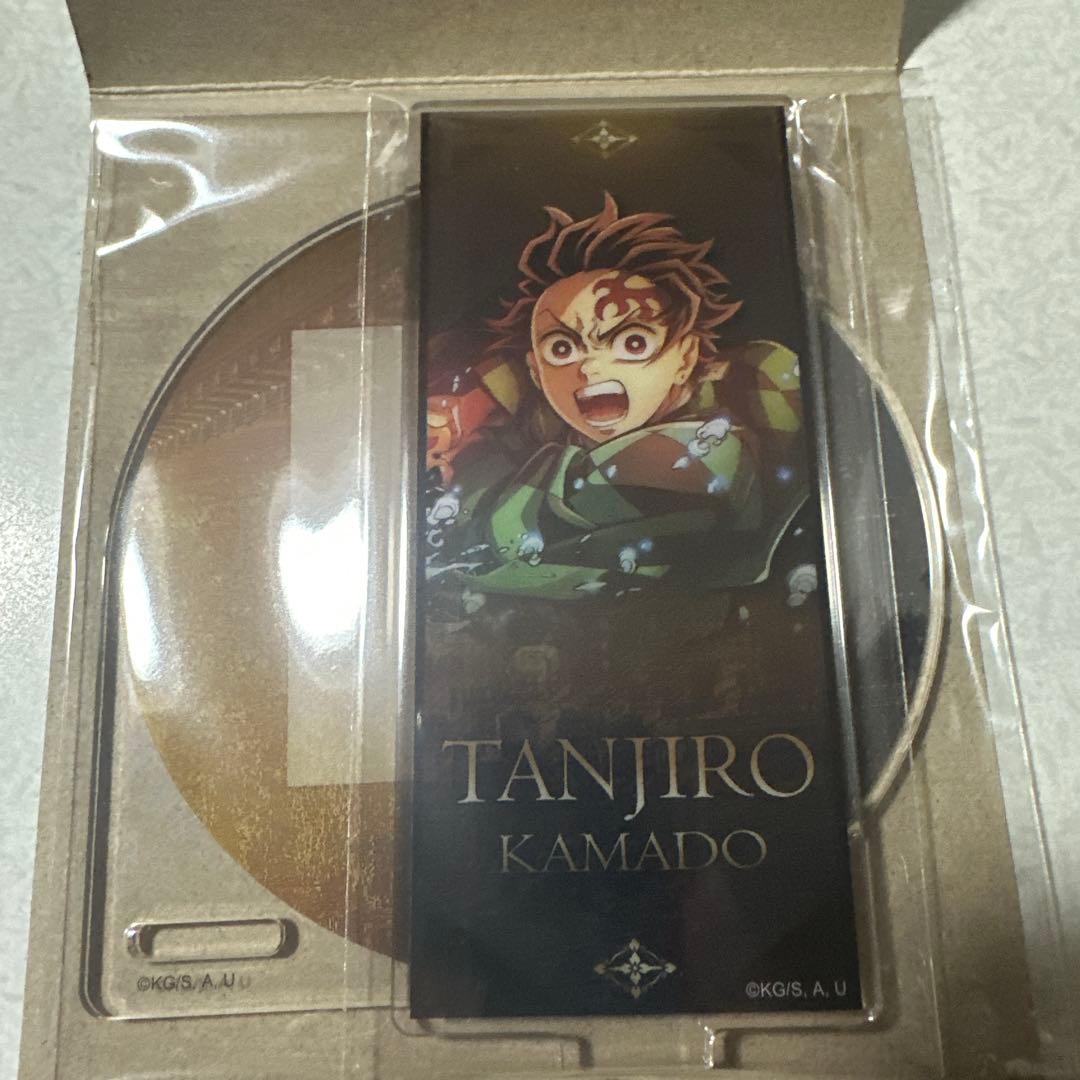 TANJIRO
KAMADO
©KG/S, A, U
©KG/S, A, U